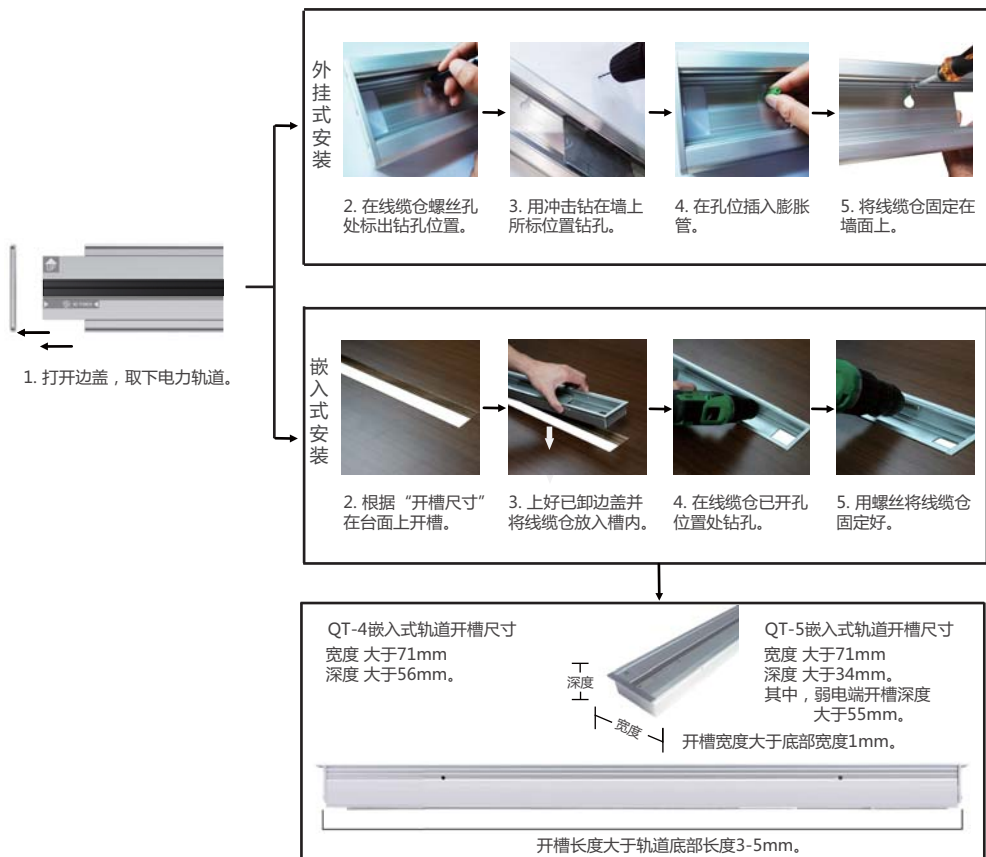 外挂式安装
2. 在线缆仓螺丝孔
处标出钻孔位置。
3. 用冲击钻在墙上
所标位置钻孔。
4. 在孔位插入膨胀
管。
5. 将线缆仓固定在
墙面上。
1. 打开边盖，取下电力轨道。
嵌入式安装
2. 根据“开槽尺寸”
在台面上开槽。
3. 上好已卸边盖并
将线缆仓放入槽内。
4. 在线缆仓已开孔
位置处钻孔。
5. 用螺丝将线缆仓
固定好。
QT-4嵌入式轨道开槽尺寸
宽度 大于71mm
深度 大于56mm。
深度
宽度
QT-5嵌入式轨道开槽尺寸
宽度 大于71mm
深度 大于34mm。
其中，弱电端开槽深度
大于55mm。
开槽宽度大于底部宽度1mm。
开槽长度大于轨道底部长度3-5mm。